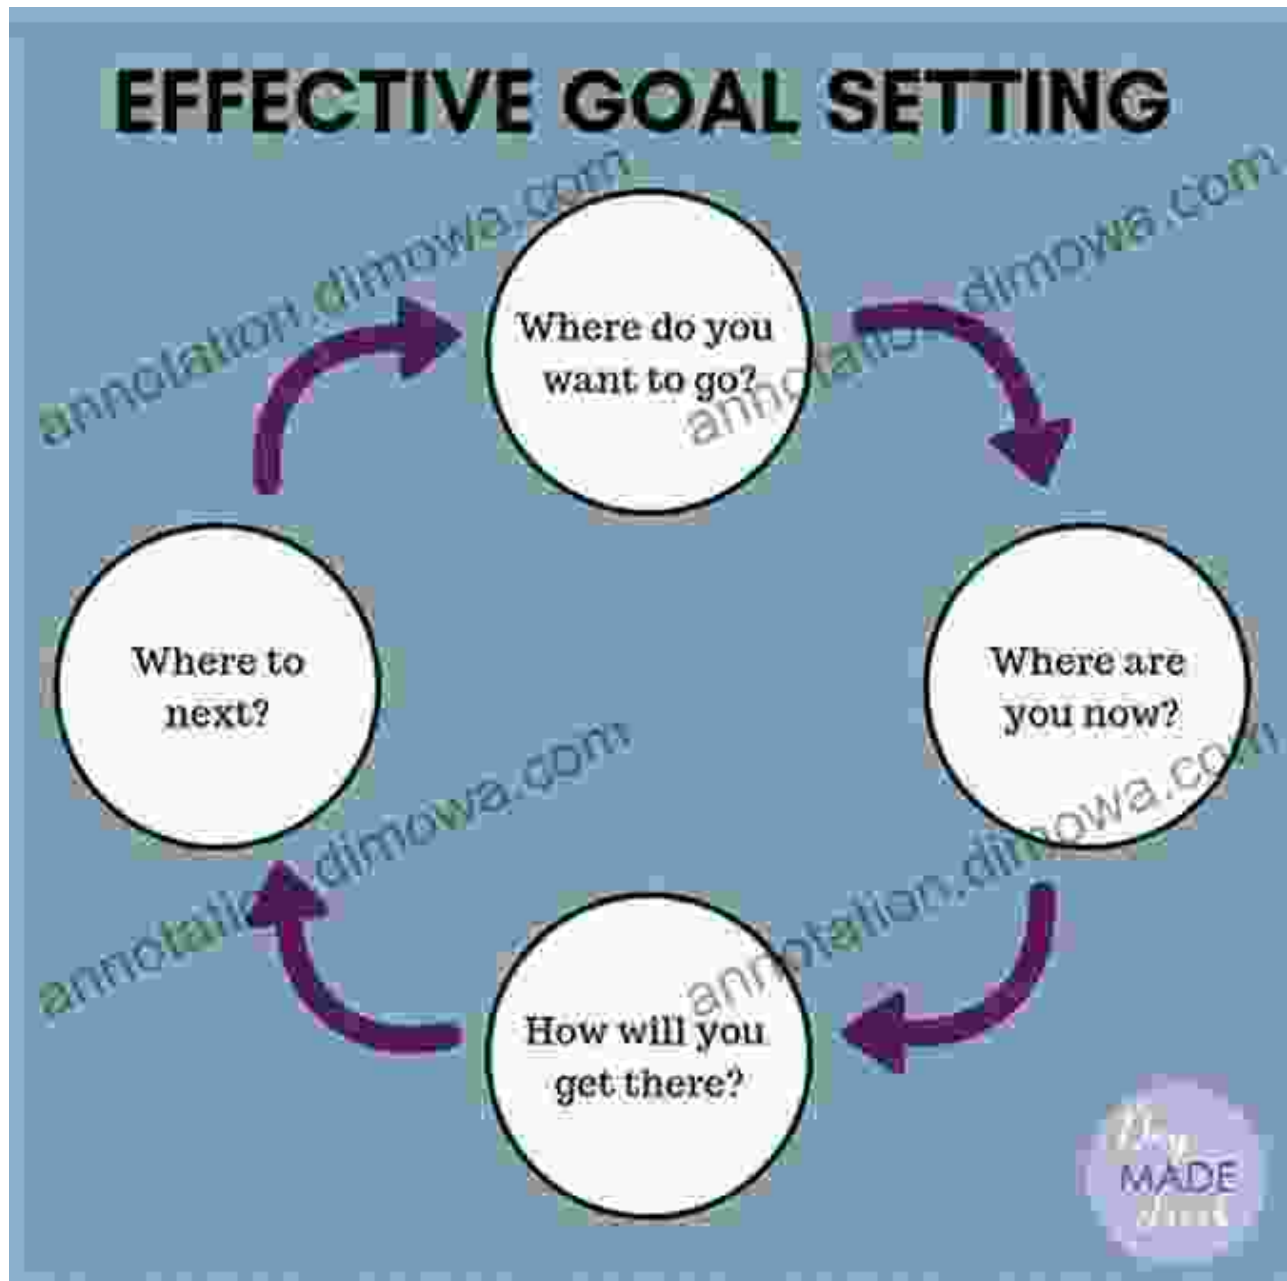 EFFECTIVE GOAL SETTING
annotation.dimowa.com
annotation.dimowa.com
Where do you
want to go?
Where to
next?
Where are
you now?
annotation.dimowa.com
annotation.dimowa.com
How will you
get there?
MADE